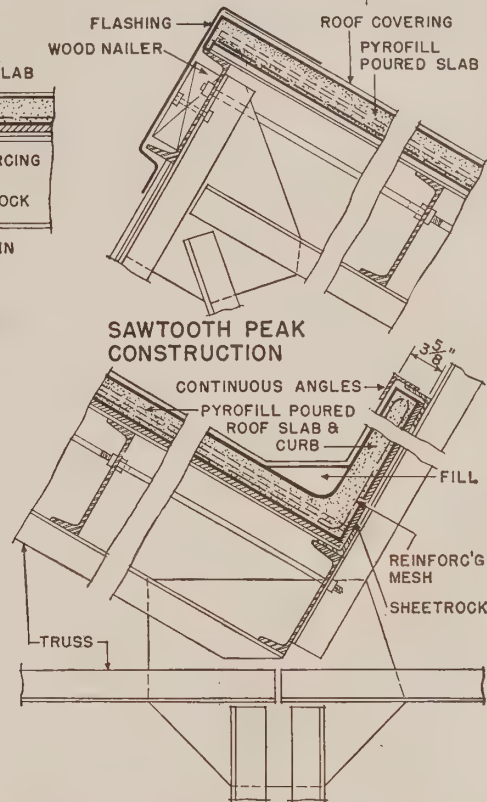 FLASHING
ROOF COVERING
WOOD NAILER
PYROFILL
POURED SLAB
LAB
RCING
OCK
IN
SAWTOOTH PEAK
CONSTRUCTION
3 5/8"
CONTINUOUS ANGLES
PYROFILL POURED
ROOF SLAB &
CURB
FILL
REINFORC'G
MESH
SHEETROCK
TRUSS